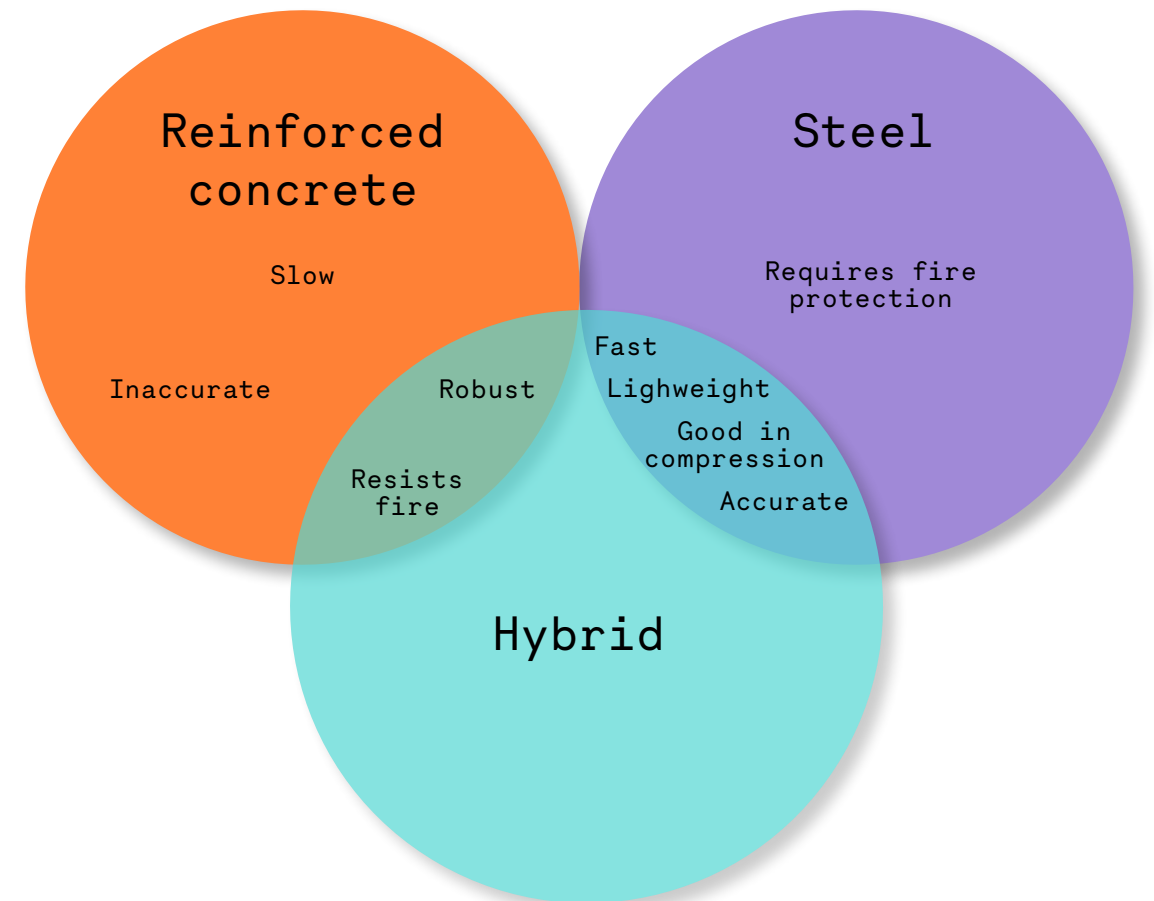 Reinforced
concrete
Slow
Inaccurate
Robust
Resists
fire
Steel
Requires fire
protection
Fast
Lighweight
Good in
compression
Accurate
Hybrid